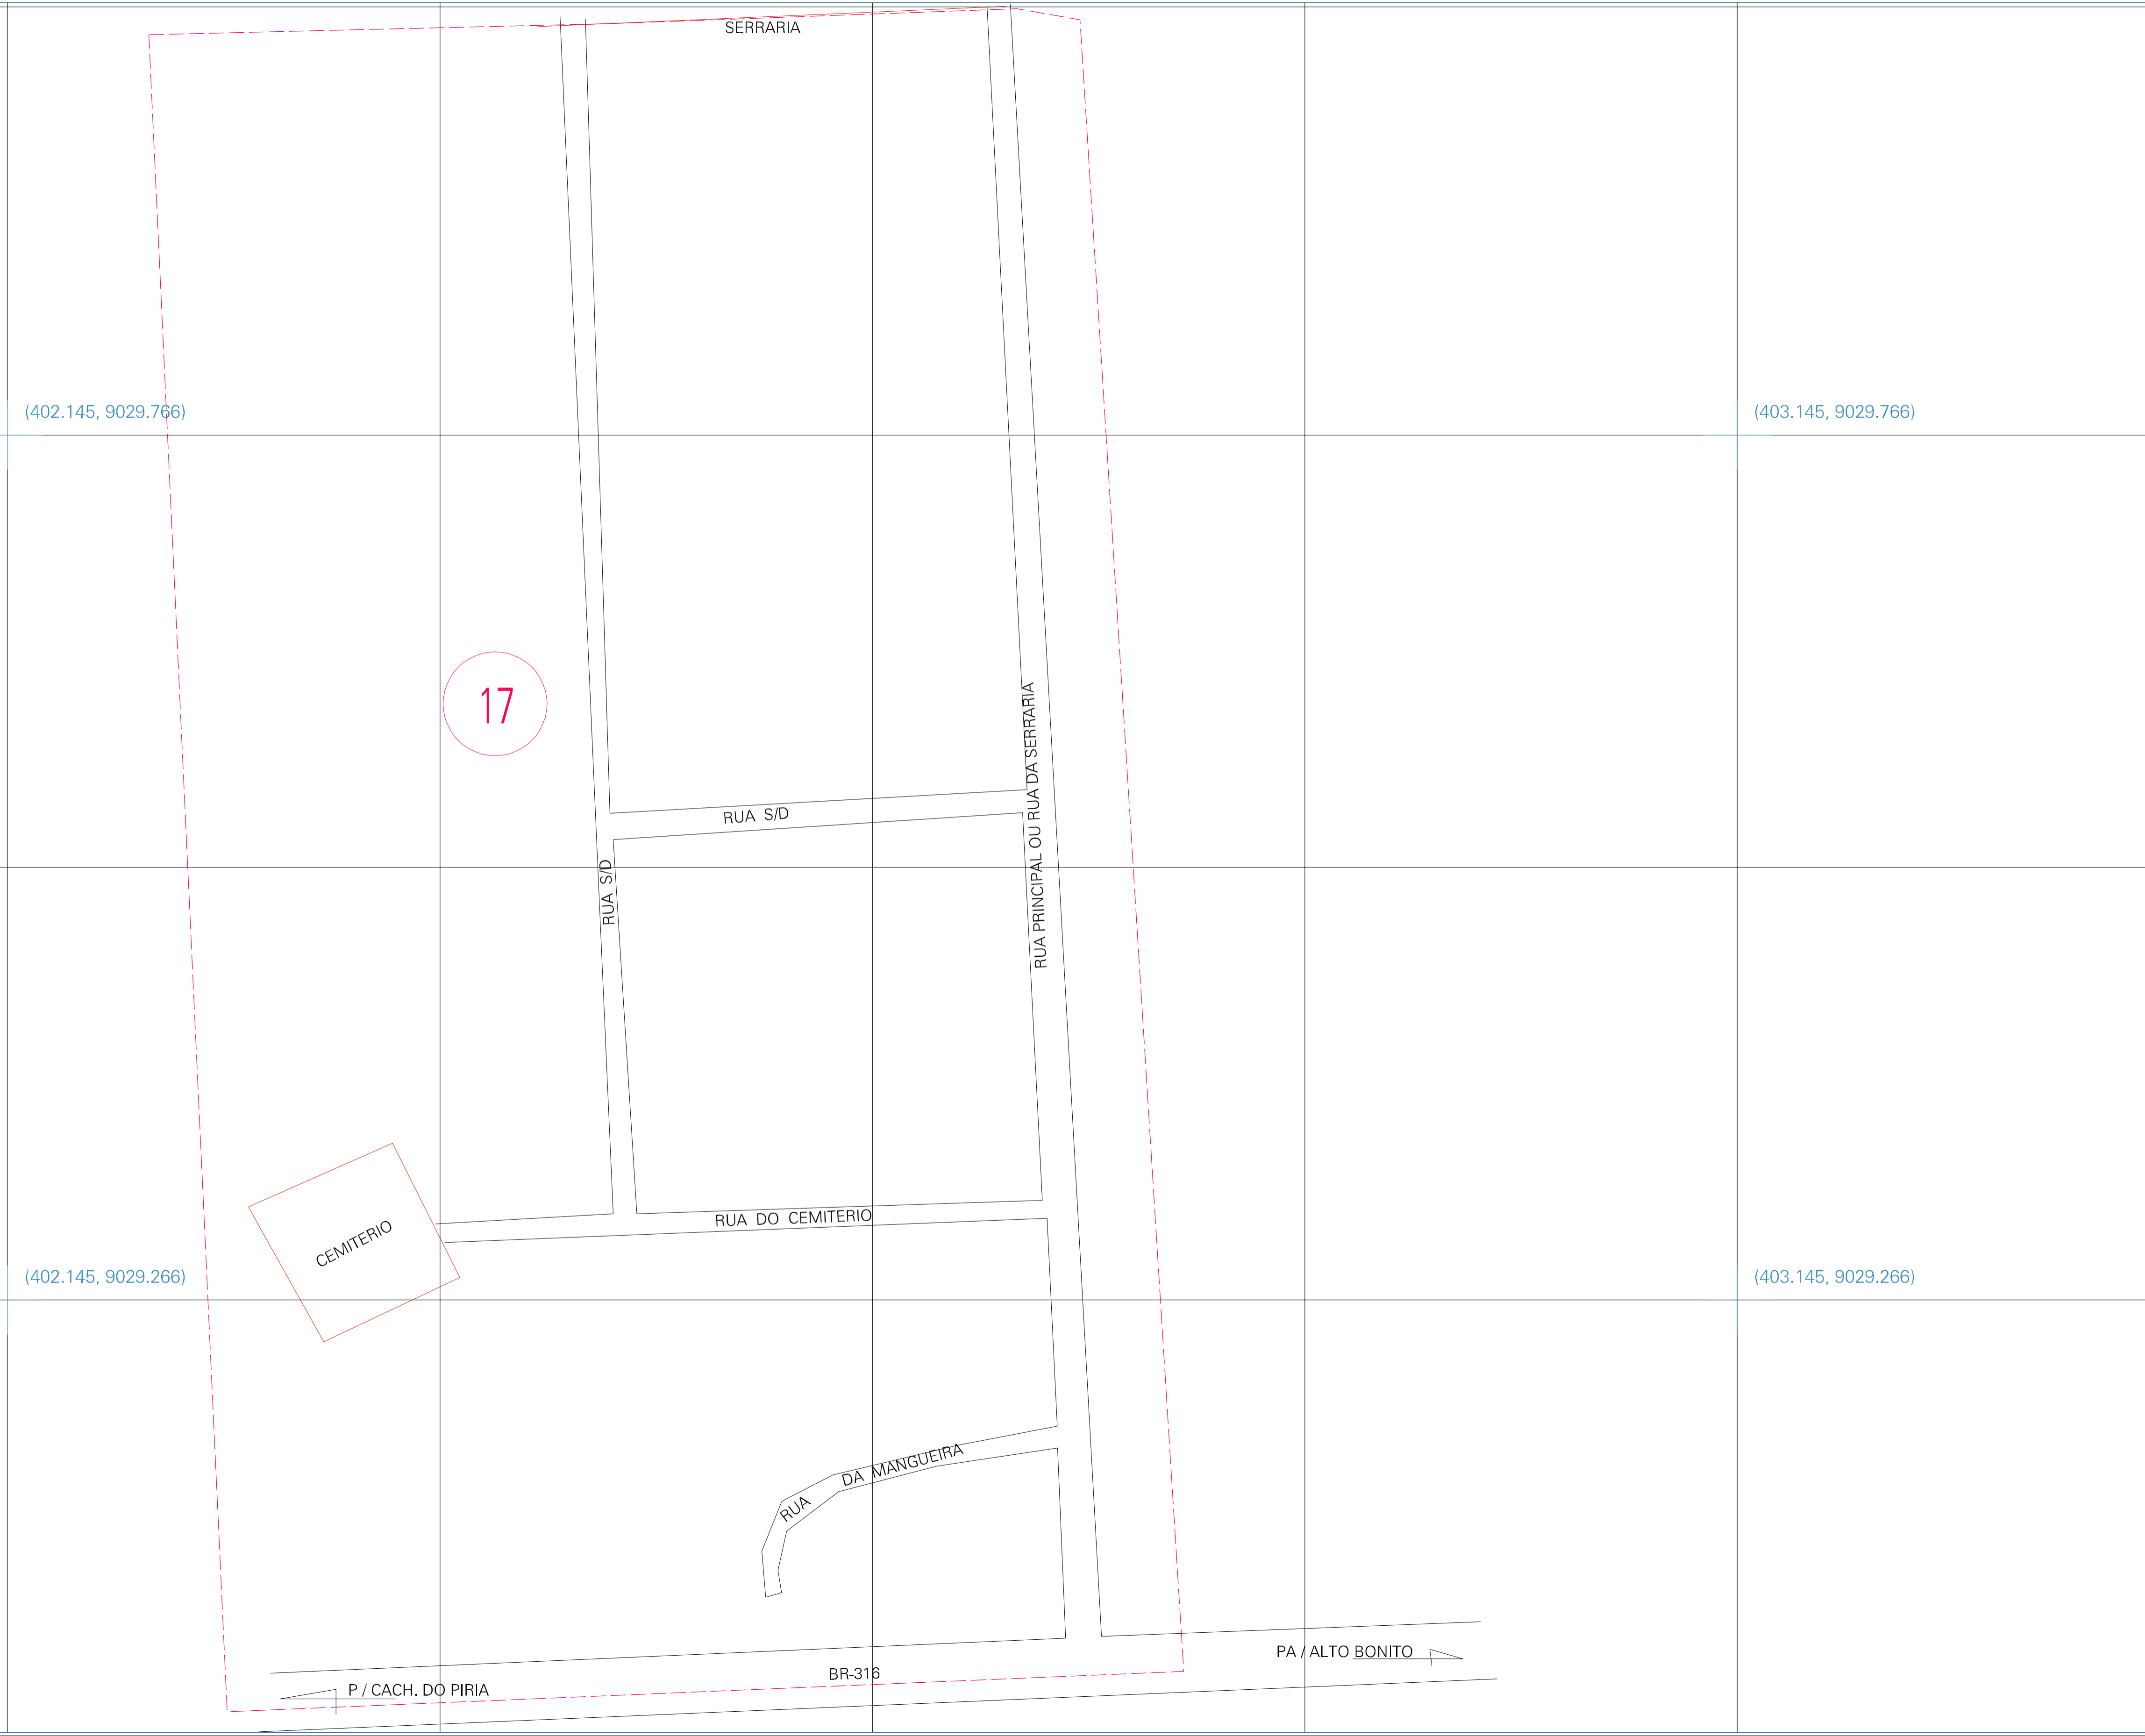 SERRARIA
(402.145, 9029.766)
(403.145, 9029.766)
17
RUA PRINCIPAL OU RUA DA SERRARIA
RUA S/D
RUA S/D
RUA DO CEMITERIO
CEMITERIO
(402.145, 9029.266)
(403.145, 9029.266)
RUA DA MANGUEIRA
PA / ALTO BONITO
BR-316
P / CACH. DO PIRIA